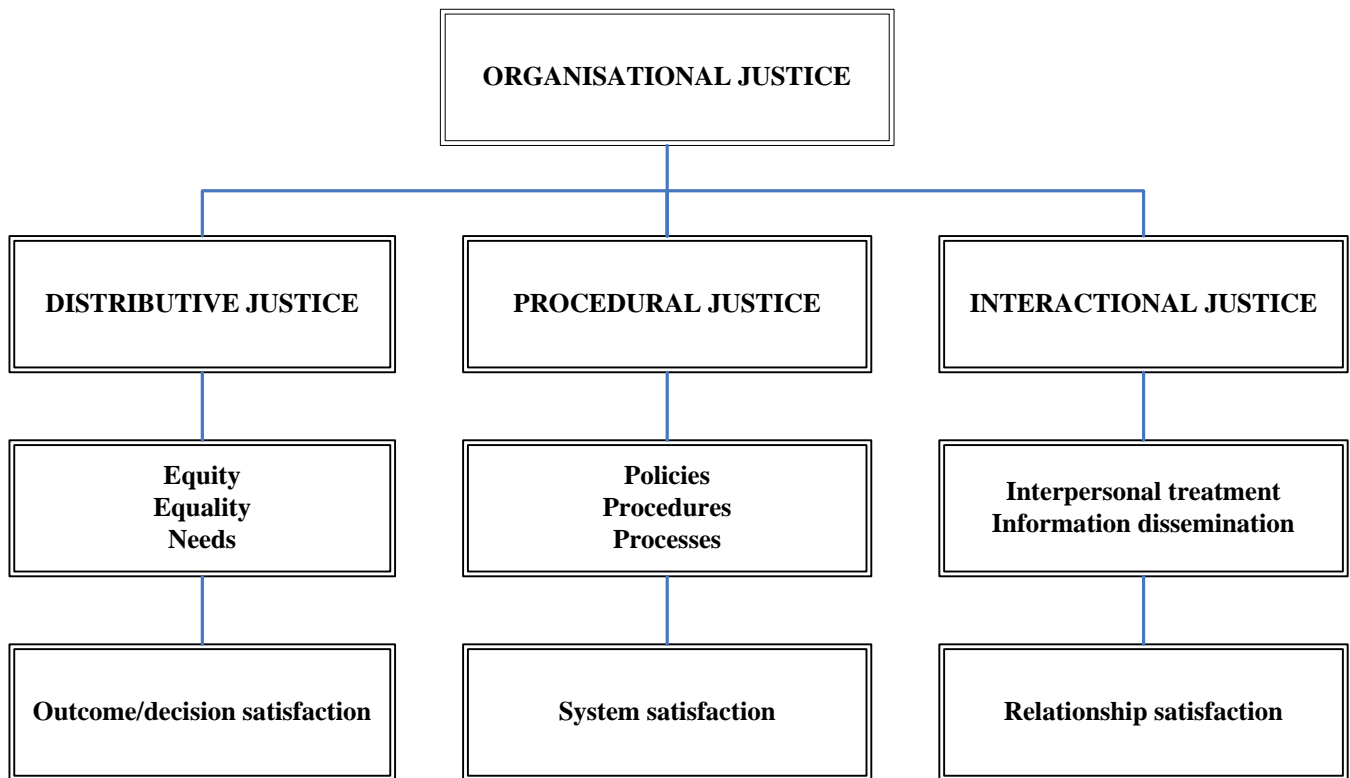 ORGANISATIONAL JUSTICE
DISTRIBUTIVE JUSTICE
PROCEDURAL JUSTICE
INTERACTIONAL JUSTICE
Equity
Equality
Needs
Policies
Procedures
Processes
Interpersonal treatment
Information dissemination
Outcome/decision satisfaction
System satisfaction
Relationship satisfaction